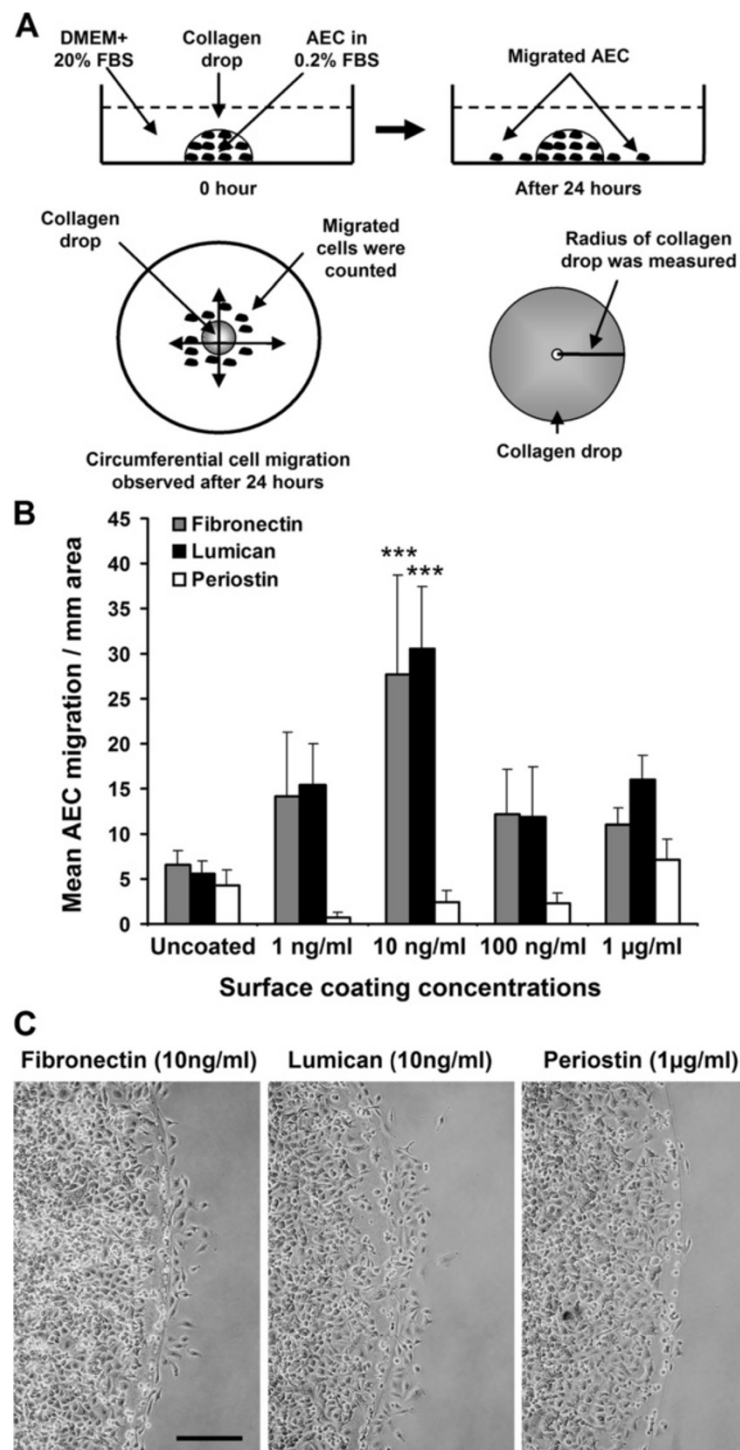 A
DMEM+
20% FBS
Collagen
drop
AEC in
0.2% FBS
Migrated AEC
0 hour
After 24 hours
Collagen
drop
Migrated
cells were
counted
Radius of collagen
drop was measured
Circumferential cell migration
observed after 24 hours
Collagen drop
B
Mean AEC migration / mm area
45
40
35
30
25
20
15
10
5
0
Fibronectin
Lumican
Periostin
***
***
Uncoated 1 ng/ml 10 ng/ml 100 ng/ml 1 µg/ml
Surface coating concentrations
C
Fibronectin (10ng/ml) Lumican (10ng/ml) Periostin (1µg/ml)